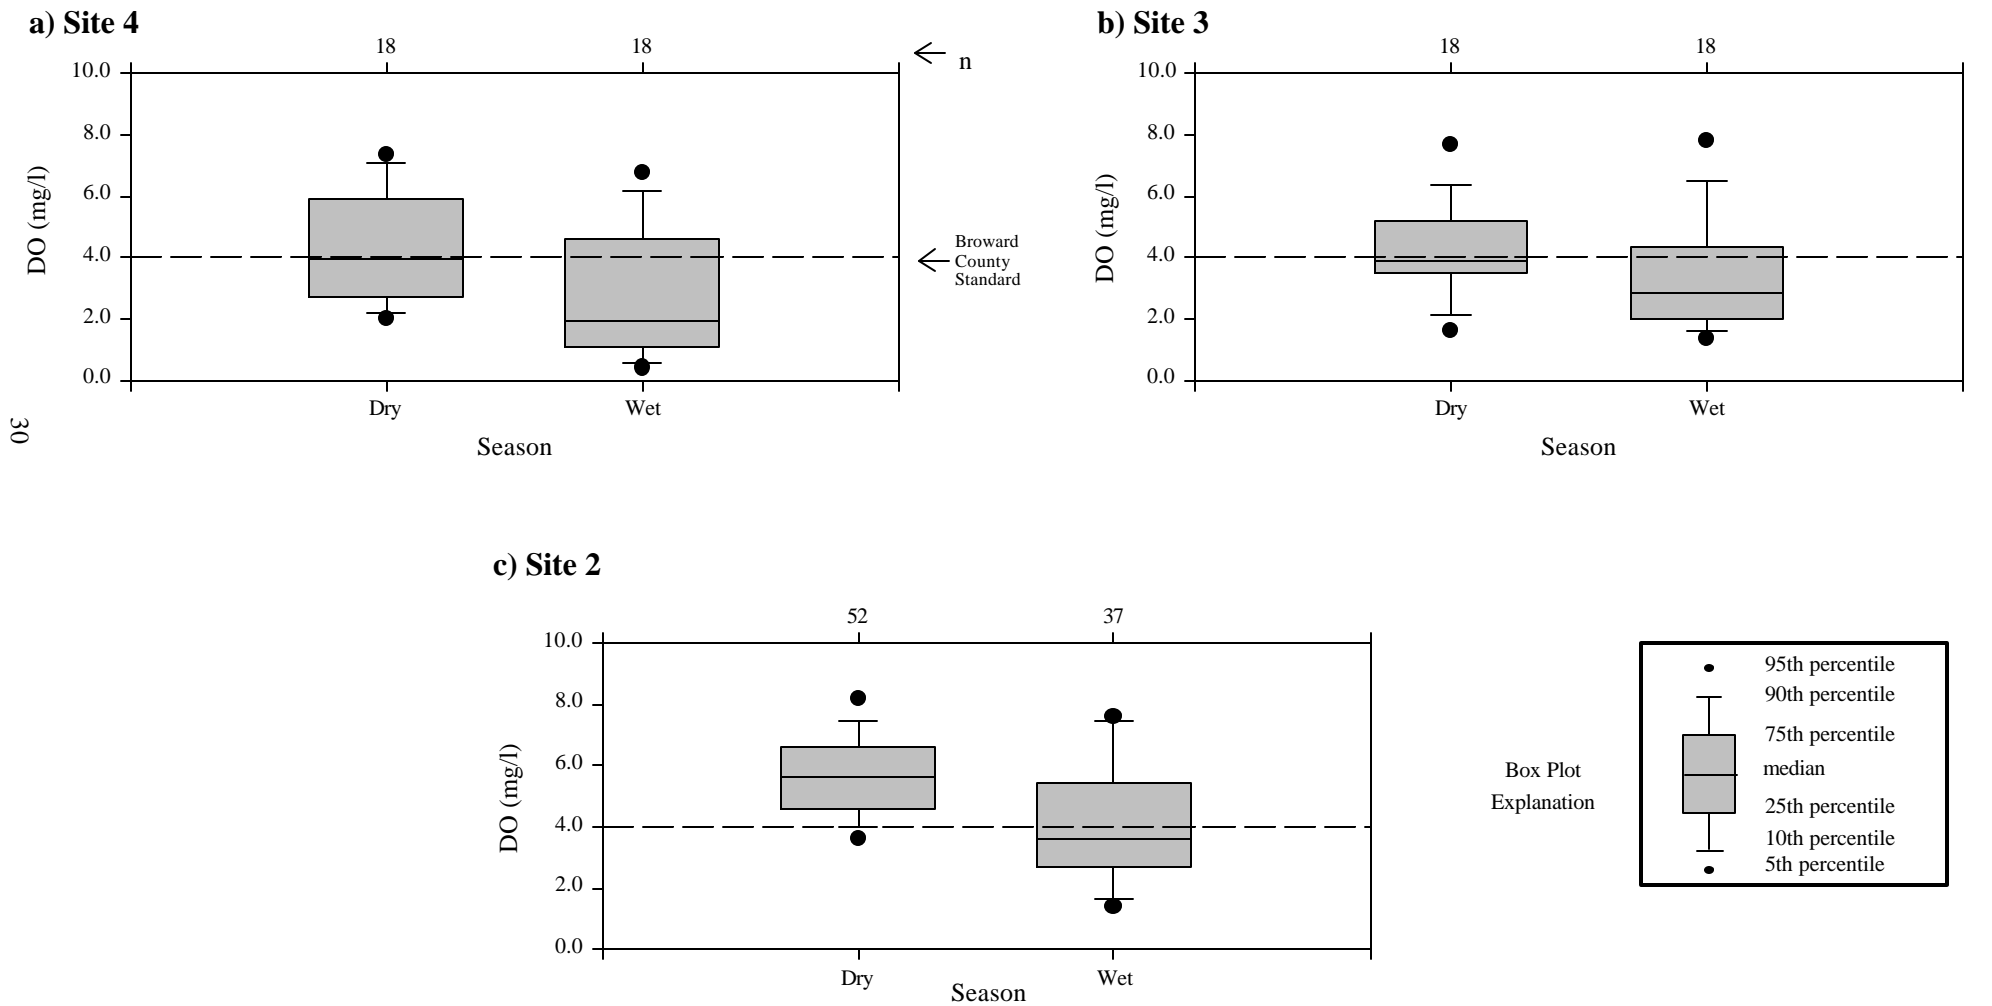 a) Site 4
18 18
n
10.0
8.0
6.0
4.0
2.0
0.0
DO (mg/l)
Dry Wet
Season
Broward
County
Standard
b) Site 3
18 18
10.0
8.0
6.0
4.0
2.0
0.0
DO (mg/l)
Dry Wet
Season
30
c) Site 2
52 37
10.0
8.0
6.0
4.0
2.0
0.0
DO (mg/l)
Dry Wet
Season
Box Plot
Explanation
95th percentile
90th percentile
75th percentile
median
25th percentile
10th percentile
5th percentile